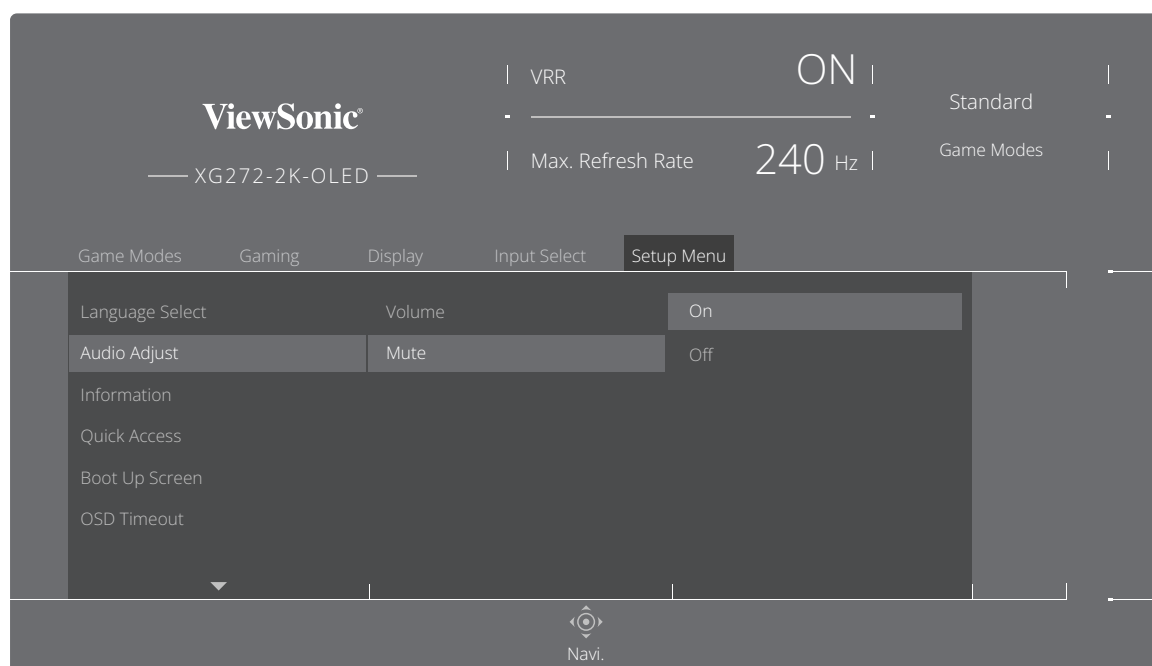 ViewSonic®
XG272-2K-OLED
VRR ON
Max. Refresh Rate 240 Hz
Standard
Game Modes
Game Modes Gaming Display Input Select Setup Menu
Language Select Volume On
Audio Adjust Mute Off
Information
Quick Access
Boot Up Screen
OSD Timeout
Navi.